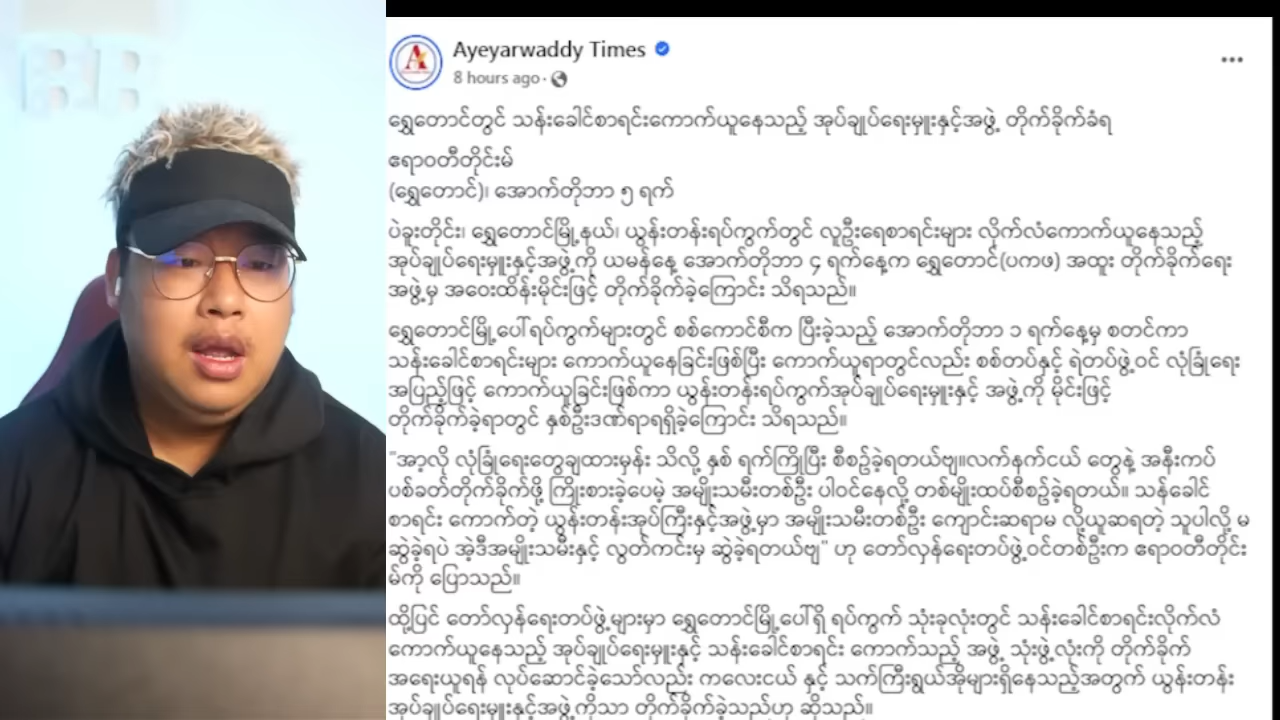 BB
Ayeyarwaddy Times
8 hours ago ·
ရွှေတောင်တွင် သန်းခေါင်စာရင်းကောက်ယူနေသည့် အုပ်ချုပ်ရေးမှူးနှင့်အဖွဲ့ တိုက်ခိုက်ခံရ
ဧရာဝတီတိုင်းမ်
(ရွှေတောင်)၊ အောက်တိုဘာ ၅ ရက်
ပဲခူးတိုင်း၊ ရွှေတောင်မြို့နယ်၊ ယွန်းတန်းရပ်ကွက်တွင် လူဦးရေစာရင်းများ လိုက်လံကောက်ယူနေသည့်
အုပ်ချုပ်ရေးမှူးနှင့်အဖွဲ့ကို ယမန်နေ့ အောက်တိုဘာ ၄ ရက်နေ့က ရွှေတောင်(ပကဖ) အထူး တိုက်ခိုက်ရေး
အဖွဲ့မှ အဝေးထိန်းမိုင်းဖြင့် တိုက်ခိုက်ခဲ့ကြောင်း သိရသည်။
ရွှေတောင်မြို့ပေါ်ရပ်ကွက်များတွင် စစ်ကောင်စီက ပြီးခဲ့သည့် အောက်တိုဘာ ၁ ရက်နေ့မှ စတင်ကာ
သန်းခေါင်စာရင်းများ ကောက်ယူနေခြင်းဖြစ်ပြီး ကောက်ယူရာတွင်လည်း စစ်တပ်နှင့် ရဲတပ်ဖွဲ့ဝင် လုံခြုံရေး
အပြည့်ဖြင့် ကောက်ယူခြင်းဖြစ်ကာ ယွန်းတန်းရပ်ကွက်အုပ်ချုပ်ရေးမှူးနှင့် အဖွဲ့ကို မိုင်းဖြင့်
တိုက်ခိုက်ခဲ့ရာတွင် နှစ်ဦးဒဏ်ရာရရှိခဲ့ကြောင်း သိရသည်။
"အာ့လို လုံခြုံရေးတွေချထားမှန်း သိလို့ နှစ် ရက်ကြိုပြီး စီစဉ်ခဲ့ရတယ်ဗျ။လက်နက်ငယ် တွေနဲ့ အနီးကပ်
ပစ်ခတ်တိုက်ခိုက်ဖို့ ကြိုးစားခဲ့ပေမဲ့ အမျိုးသမီးတစ်ဦး ပါဝင်နေလို့ တစ်မျိုးထပ်စီစဉ်ခဲ့ရတယ်။ သန်ခေါင်
စာရင်း ကောက်တဲ့ ယွန်းတန်းအုပ်ကြီးနှင့်အဖွဲ့မှာ အမျိုးသမီးတစ်ဦး ကျောင်းဆရာမ လို့ယူဆရတဲ့ သူပါလို့ မ
ဆွဲခဲ့ရပဲ အဲ့ဒီအမျိုးသမီးနှင့် လွတ်ကင်းမှ ဆွဲခဲ့ရတယ်ဗျ" ဟု တော်လှန်ရေးတပ်ဖွဲ့ဝင်တစ်ဦးက ဧရာဝတီတိုင်း
မ်ကို ပြောသည်။
ထို့ပြင် တော်လှန်ရေးတပ်ဖွဲ့များမှာ ရွှေတောင်မြို့ပေါ်ရှိ ရပ်ကွက် သုံးခုလုံးတွင် သန်းခေါင်စာရင်းလိုက်လံ
ကောက်ယူနေသည့် အုပ်ချုပ်ရေးမှူးနှင့် သန်းခေါင်စာရင်း ကောက်သည့် အဖွဲ့ သုံးဖွဲ့လုံးကို တိုက်ခိုက်
အရေးယူရန် လုပ်ဆောင်ခဲ့သော်လည်း ကလေးငယ် နှင့် သက်ကြီးရွယ်အိုများရှိနေသည့်အတွက် ယွန်းတန်း
အုပ်ချုပ်ရေးမှူးနှင့်အဖွဲ့ကိုသာ တိုက်ခိုက်ခဲ့သည်ဟု ဆိုသည်။